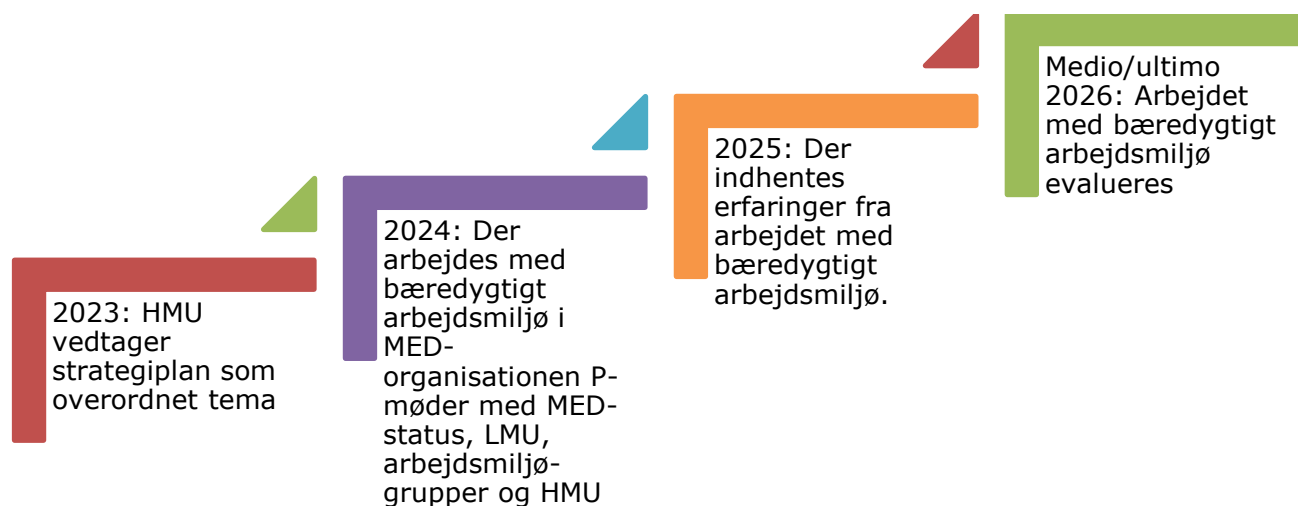 2023: HMU
vedtager
strategiplan som
overordnet tema
2024: Der
arbejdes med
bæredygtigt
arbejdsmiljø i
MED-
organisationen P-
møder med MED-
status, LMU,
arbejdsmiljø-
grupper og HMU
2025: Der
indhentes
erfaringer fra
arbejdet med
bæredygtigt
arbejdsmiljø.
Medio/ultimo
2026: Arbejdet
med bæredygtigt
arbejdsmiljø
evalueres